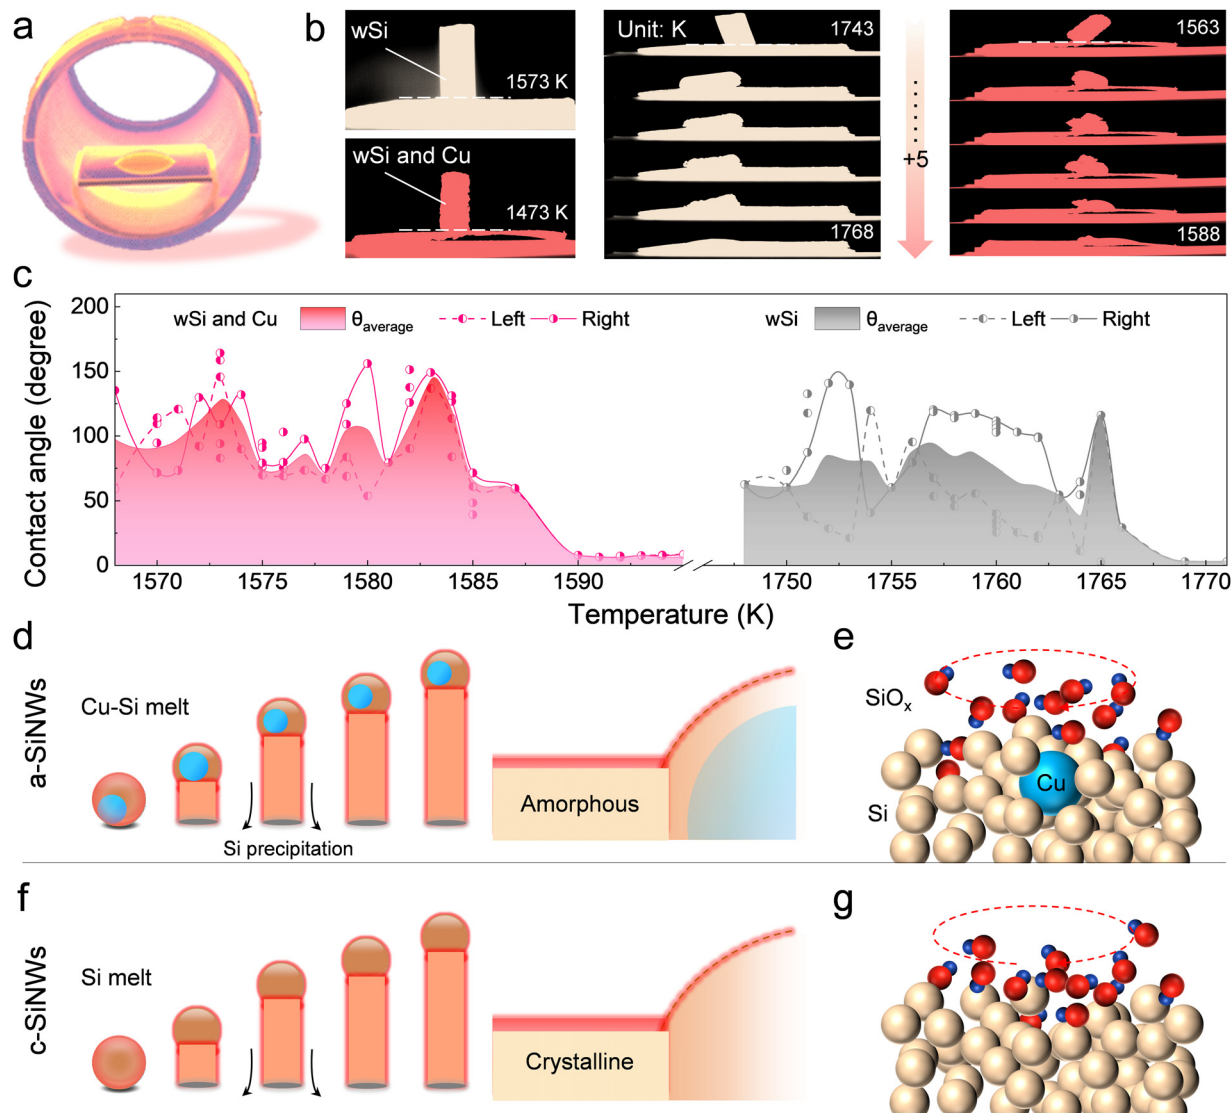 a
b
wSi
1573 K
wSi and Cu
1473 K
Unit: K
1743
1768
+5
1563
1588
c
Contact angle (degree)
200
150
100
50
0
wSi and Cu θaverage Left Right
wSi θaverage Left Right
1570 1575 1580 1585 1590 1750 1755 1760 1765 1770
Temperature (K)
d
a-SiNWs
Cu-Si melt
Si precipitation
Amorphous
e
SiOx
Cu
Si
f
c-SiNWs
Si melt
Crystalline
g